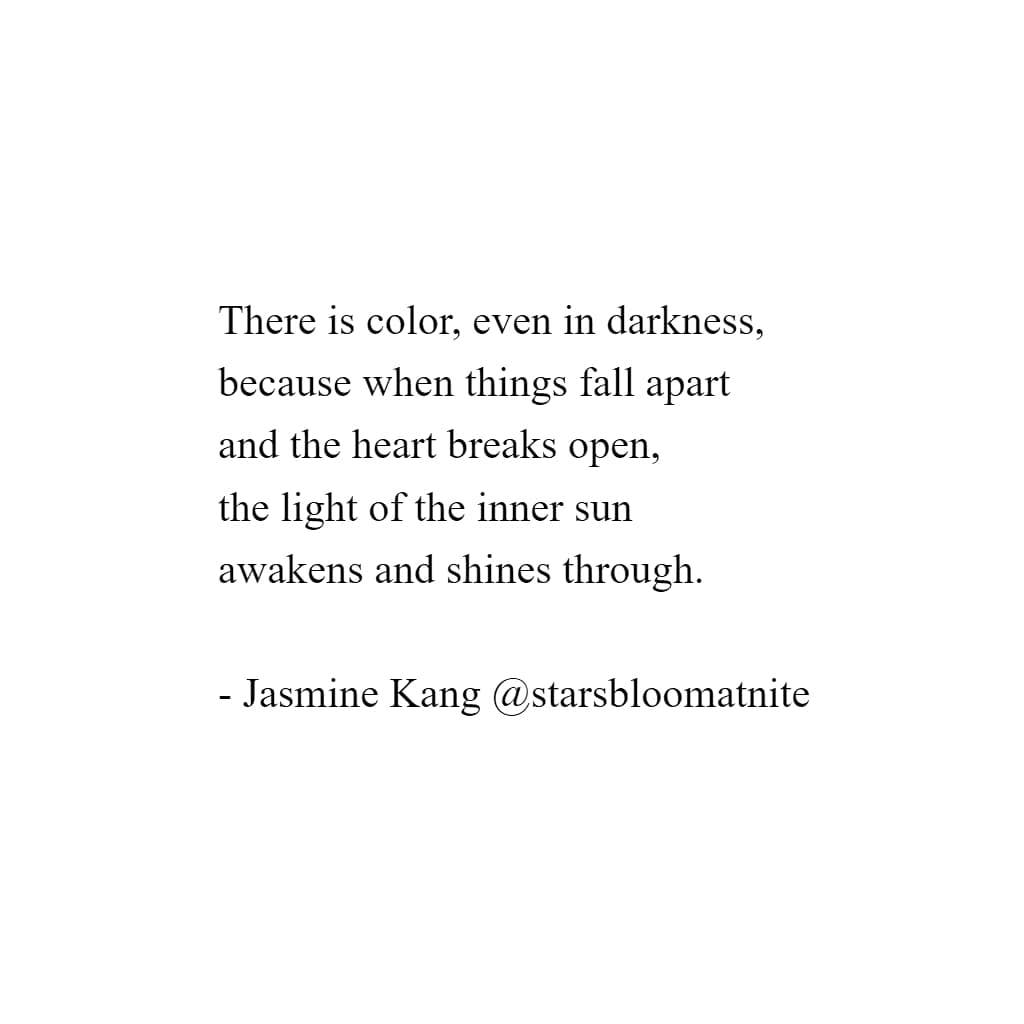 There is color, even in darkness,
because when things fall apart
and the heart breaks open,
the light of the inner sun
awakens and shines through.
- Jasmine Kang @starsbloomatnite